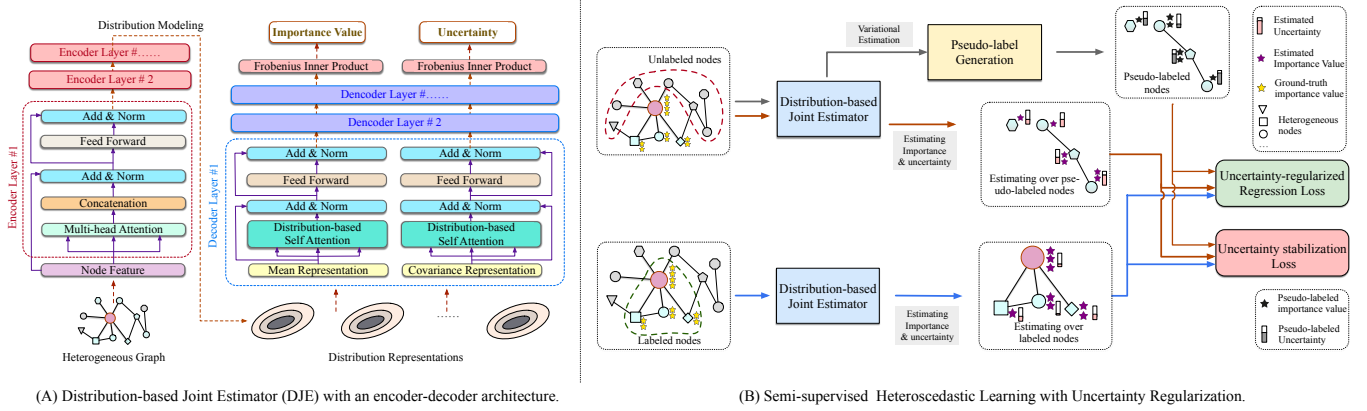 Distribution Modeling
Encoder Layer #……
Encoder Layer # 2
Encoder Layer #1
Add & Norm
Feed Forward
Add & Norm
Concatenation
Multi-head Attention
Node Feature
Heterogeneous Graph
Importance Value
Uncertainty
Frobenius Inner Product
Frobenius Inner Product
Dencoder Layer #……
Dencoder Layer # 2
Decoder Layer #1
Add & Norm
Add & Norm
Feed Forward
Feed Forward
Add & Norm
Add & Norm
Distribution-based
Self Attention
Distribution-based
Self Attention
Mean Representation
Covariance Representation
……
Distribution Representations
(A) Distribution-based Joint Estimator (DJE) with an encoder-decoder architecture.
Unlabeled nodes
Distribution-based
Joint Estimator
Variational
Estimation
Pseudo-label
Generation
Pseudo-labeled
nodes
Estimating
Importance
& uncertainty
Estimating over pse-
udo-labeled nodes
Estimated
Uncertainty
Estimated
Importance Value
Ground-truth
importance value
Heterogeneous
nodes
…
Uncertainty-regularized
Regression Loss
Uncertainty stabilization
Loss
Labeled nodes
Distribution-based
Joint Estimator
Estimating
Importance
& uncertainty
Estimating over
labeled nodes
Pseudo-labeled
importance value
Pseudo-labeled
Uncertainty
(B) Semi-supervised Heteroscedastic Learning with Uncertainty Regularization.